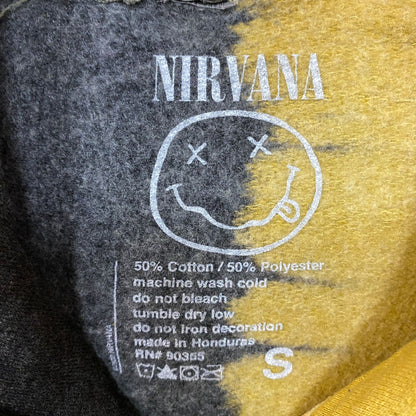 NIRVANA
50% Cotton / 50% Polyester
machine wash cold
do not bleach
tumble dry low
do not iron decoration
made in Honduras
RN# 90355
S